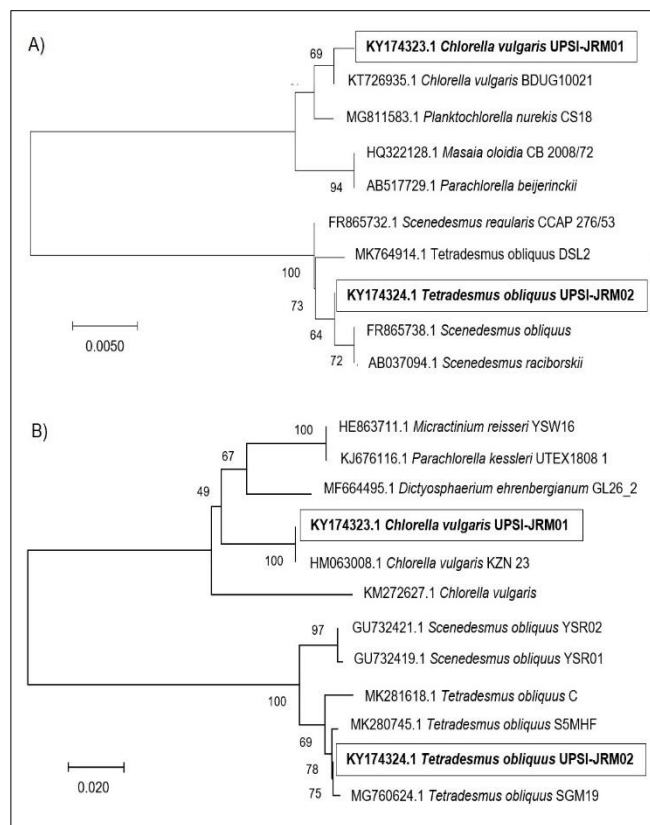 A)
KY174323.1 Chlorella vulgaris UPSI-JRM01
69
KT726935.1 Chlorella vulgaris BDUG10021
MG811583.1 Planktochlorella nurekis CS18
HQ322128.1 Masaia oloidia CB 2008/72
94
AB517729.1 Parachlorella beijerinckii
FR865732.1 Scenedesmus regularis CCAP 276/53
MK764914.1 Tetradesmus obliquus DSL2
100
KY174324.1 Tetradesmus obliquus UPSI-JRM02
73
FR865738.1 Scenedesmus obliquus
64
AB037094.1 Scenedesmus raciborskii
72
0.0050
B)
HE863711.1 Micractinium reisseri YSW16
100
KJ676116.1 Parachlorella kessleri UTEX1808 1
67
MF664495.1 Dictyosphaerium ehrenbergianum GL26_2
49
KY174323.1 Chlorella vulgaris UPSI-JRM01
100
HM063008.1 Chlorella vulgaris KZN 23
KM272627.1 Chlorella vulgaris
GU732421.1 Scenedesmus obliquus YSR02
97
GU732419.1 Scenedesmus obliquus YSR01
100
MK281618.1 Tetradesmus obliquus C
MK280745.1 Tetradesmus obliquus S5MHF
69
KY174324.1 Tetradesmus obliquus UPSI-JRM02
78
MG760624.1 Tetradesmus obliquus SGM19
75
0.020